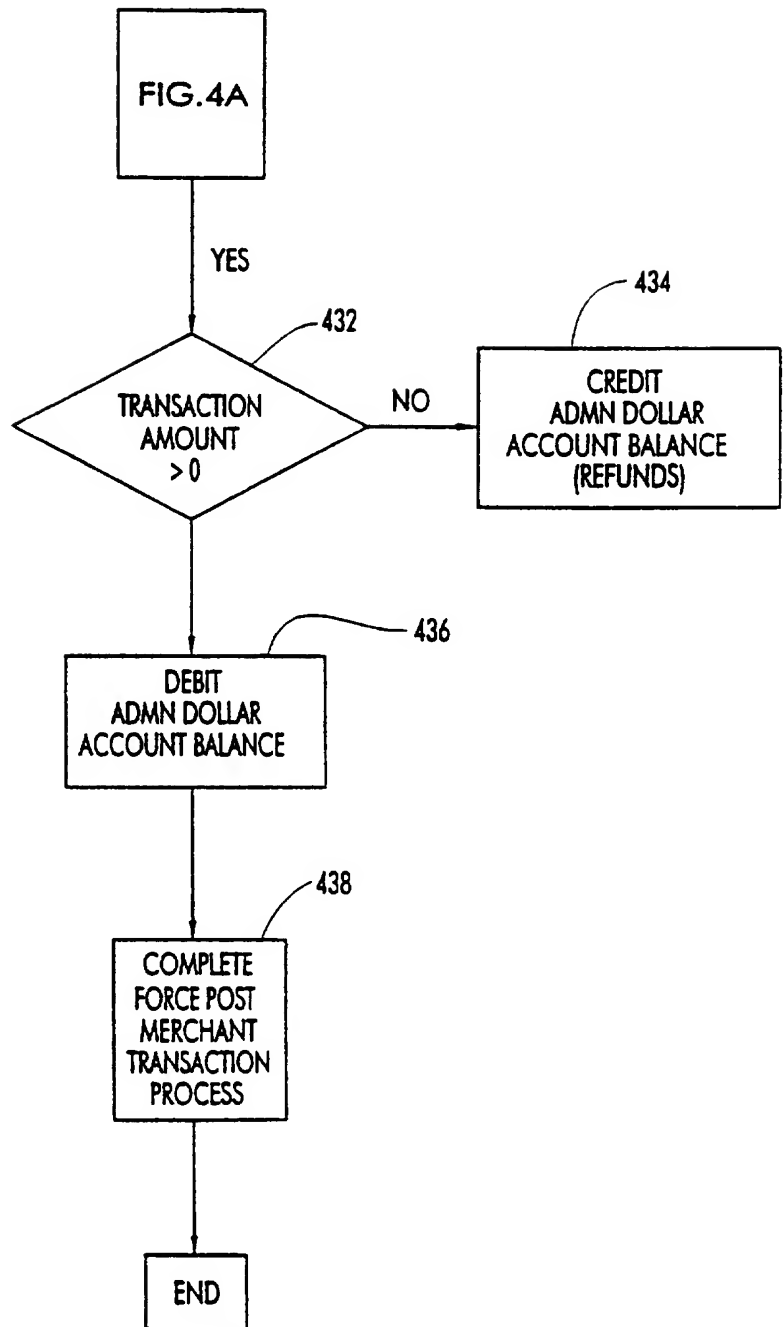 FIG.4A
YES
432
TRANSACTION
AMOUNT
> 0
NO
434
CREDIT
ADMN DOLLAR
ACCOUNT BALANCE
(REFUNDS)
436
DEBIT
ADMN DOLLAR
ACCOUNT BALANCE
438
COMPLETE
FORCE POST
MERCHANT
TRANSACTION
PROCESS
END